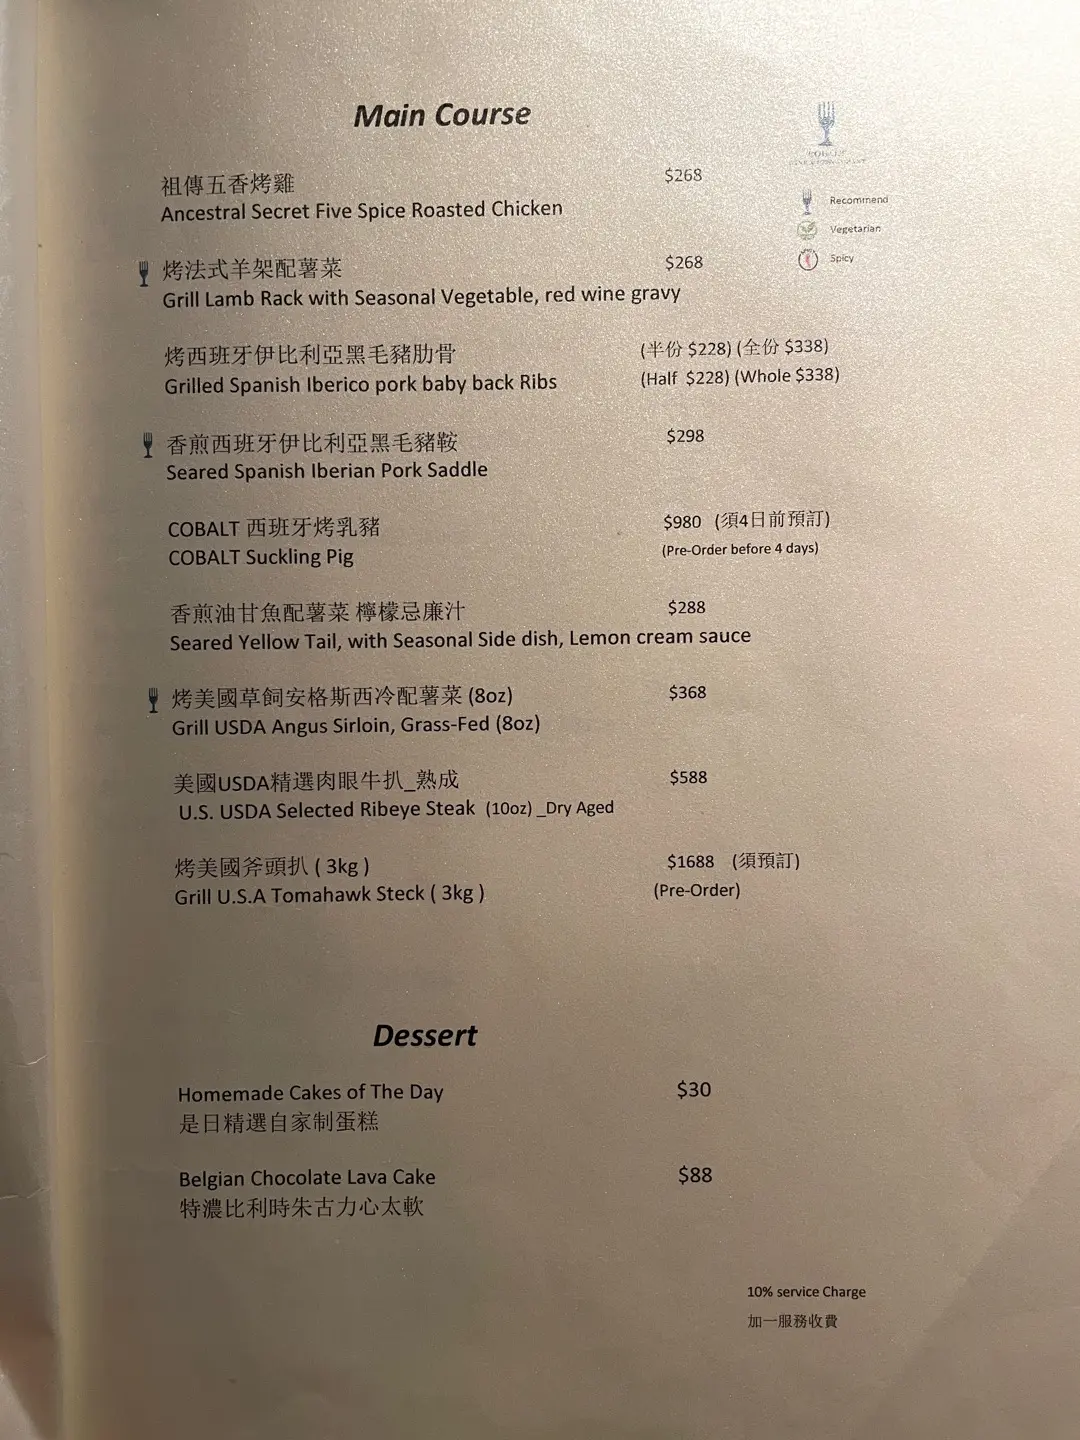 Main Course
Recommend
Vegetarian
Spicy
祖傳五香烤雞 $268
Ancestral Secret Five Spice Roasted Chicken
烤法式羊架配薯菜 $268
Grill Lamb Rack with Seasonal Vegetable, red wine gravy
烤西班牙伊比利亞黑毛豬肋骨 (半份 $228) (全份 $338)
Grilled Spanish Iberico pork baby back Ribs (Half $228) (Whole $338)
香煎西班牙伊比利亞黑毛豬鞍 $298
Seared Spanish Iberian Pork Saddle
COBALT 西班牙烤乳豬 $980 (須4日前預訂)
COBALT Suckling Pig (Pre-Order before 4 days)
香煎油甘魚配薯菜 檸檬忌廉汁 $288
Seared Yellow Tail, with Seasonal Side dish, Lemon cream sauce
烤美國草飼安格斯西冷配薯菜 (8oz) $368
Grill USDA Angus Sirloin, Grass-Fed (8oz)
美國USDA精選肉眼牛扒_熟成 $588
U.S. USDA Selected Ribeye Steak (10oz) _Dry Aged
烤美國斧頭扒 ( 3kg ) $1688 (須預訂)
Grill U.S.A Tomahawk Steck ( 3kg ) (Pre-Order)
Dessert
Homemade Cakes of The Day $30
是日精選自家制蛋糕
Belgian Chocolate Lava Cake $88
特濃比利時朱古力心太軟
10% service Charge
加一服務收費